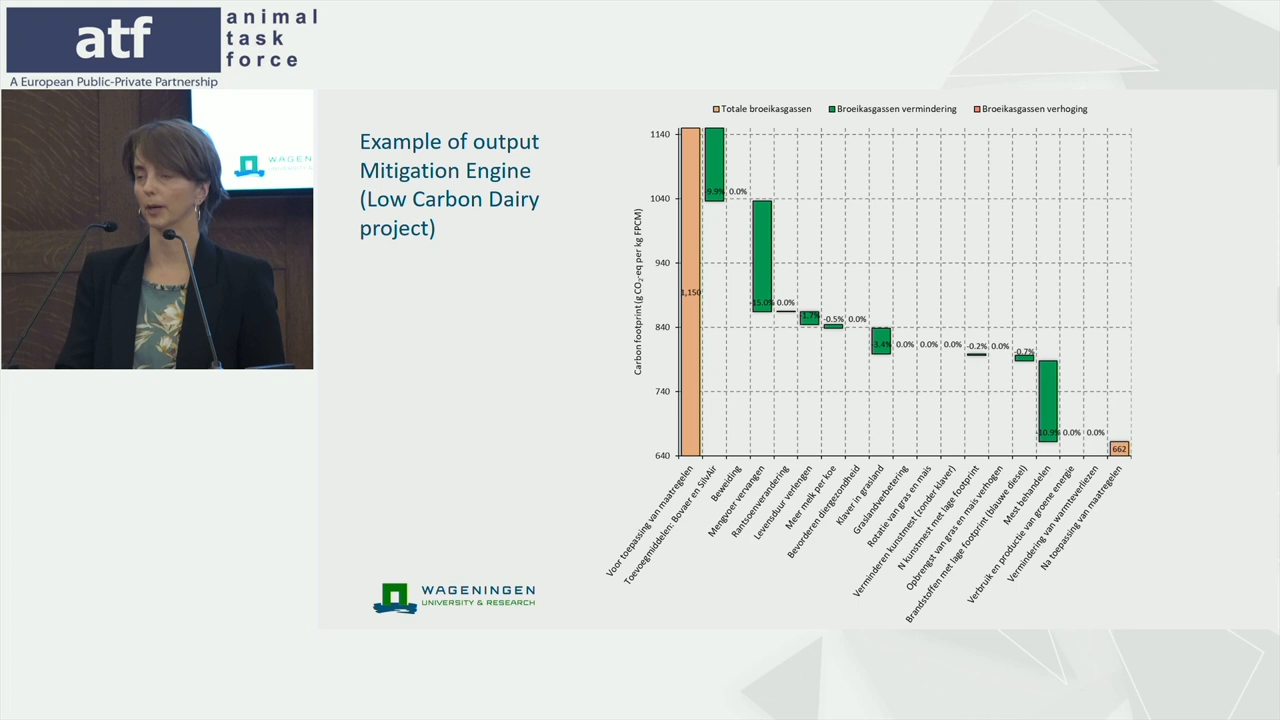 atf
animal
task
force
A European Public-Private Partnership
WAGENINGEN
Example of output
Mitigation Engine
(Low Carbon Dairy
project)
Totale broeikasgassen
Broeikasgassen vermindering
Broeikasgassen verhoging
Carbon footprint (g CO2-eq per kg FPCM)
1140
1040
940
840
740
640
1,150
-9.9%
0.0%
-15.0%
0.0%
-1.7%
-0.5%
0.0%
-3.4%
0.0%
0.0%
0.0%
-0.2%
0.0%
-0.7%
-10.9%
0.0%
0.0%
662
Voor toepassing van maatregelen
Toevoegmiddelen: Bovaer en SilvAir
Beweiding
Mengvoer vervangen
Rantsoenverandering
Levensduur verlengen
Meer melk per koe
Bevorderen diergezondheid
Klaver in grasland
Graslandverbetering
Rotatie van gras en mais
Verminderen kunstmest (zonder klaver)
N kunstmest met lage footprint
Opbrengst van gras en mais verhogen
Brandstoffen met lage footprint (blauwe diesel)
Mest behandelen
Verbruik en productie van groene energie
Vermindering van warmteverliezen
Na toepassing van maatregelen
WAGENINGEN
UNIVERSITY & RESEARCH